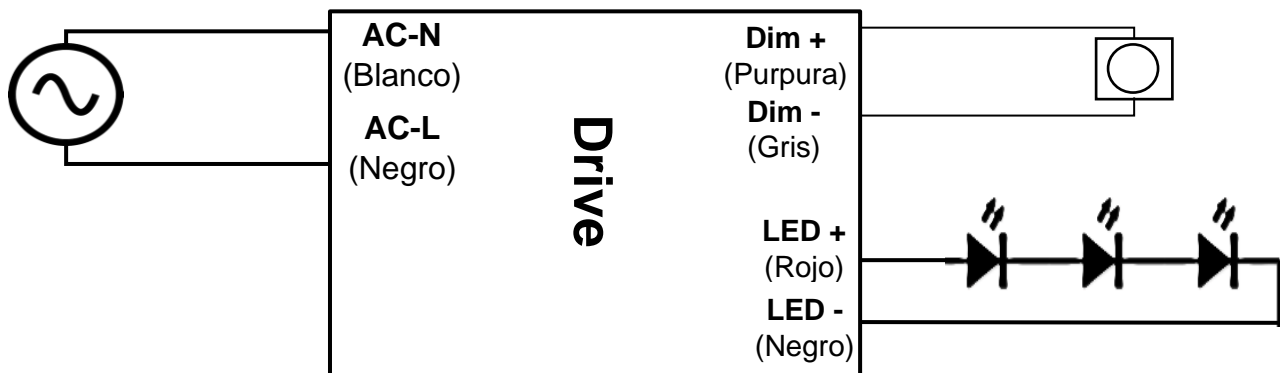 AC-N
(Blanco)
AC-L
(Negro)
Drive
Dim +
(Purpura)
Dim -
(Gris)
LED +
(Rojo)
LED -
(Negro)